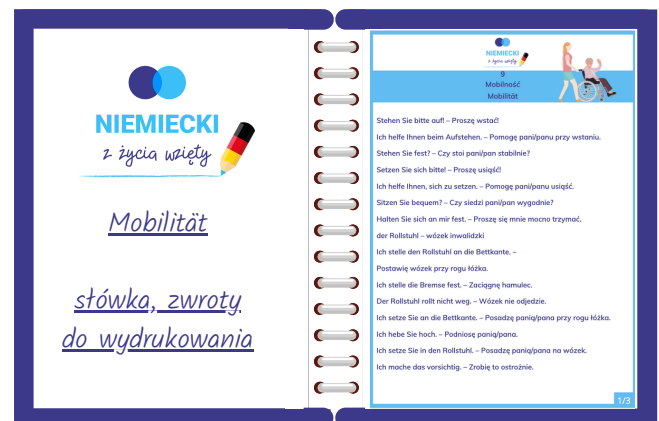 NIEMIECKI
z życia wzięty
Mobilität
słówka, zwroty
do wydrukowania
NIEMIECKI
z życia wzięty
9
Mobilność
Mobilität
Stehen Sie bitte auf! – Proszę wstać!
Ich helfe Ihnen beim Aufstehen. – Pomogę pani/panu przy wstaniu.
Stehen Sie fest? – Czy stoi pani/pan stabilnie?
Setzen Sie sich bitte! – Proszę usiąść!
Ich helfe Ihnen, sich zu setzen. – Pomogę pani/panu usiąść.
Sitzen Sie bequem? – Czy siedzi pani/pan wygodnie?
Halten Sie sich an mir fest. – Proszę się mnie mocno trzymać.
der Rollstuhl – wózek inwalidzki
Ich stelle den Rollstuhl an die Bettkante. –
Postawię wózek przy rogu łóżka.
Ich stelle die Bremse fest. – Zaciągnę hamulec.
Der Rollstuhl rollt nicht weg. – Wózek nie odjedzie.
Ich setze Sie an die Bettkante. – Posadzę panią/pana przy rogu łóżka.
Ich hebe Sie hoch. – Podniosę panią/pana.
Ich setze Sie in den Rollstuhl. – Posadzę panią/pana na wózek.
Ich mache das vorsichtig. – Zrobię to ostrożnie.
1/3